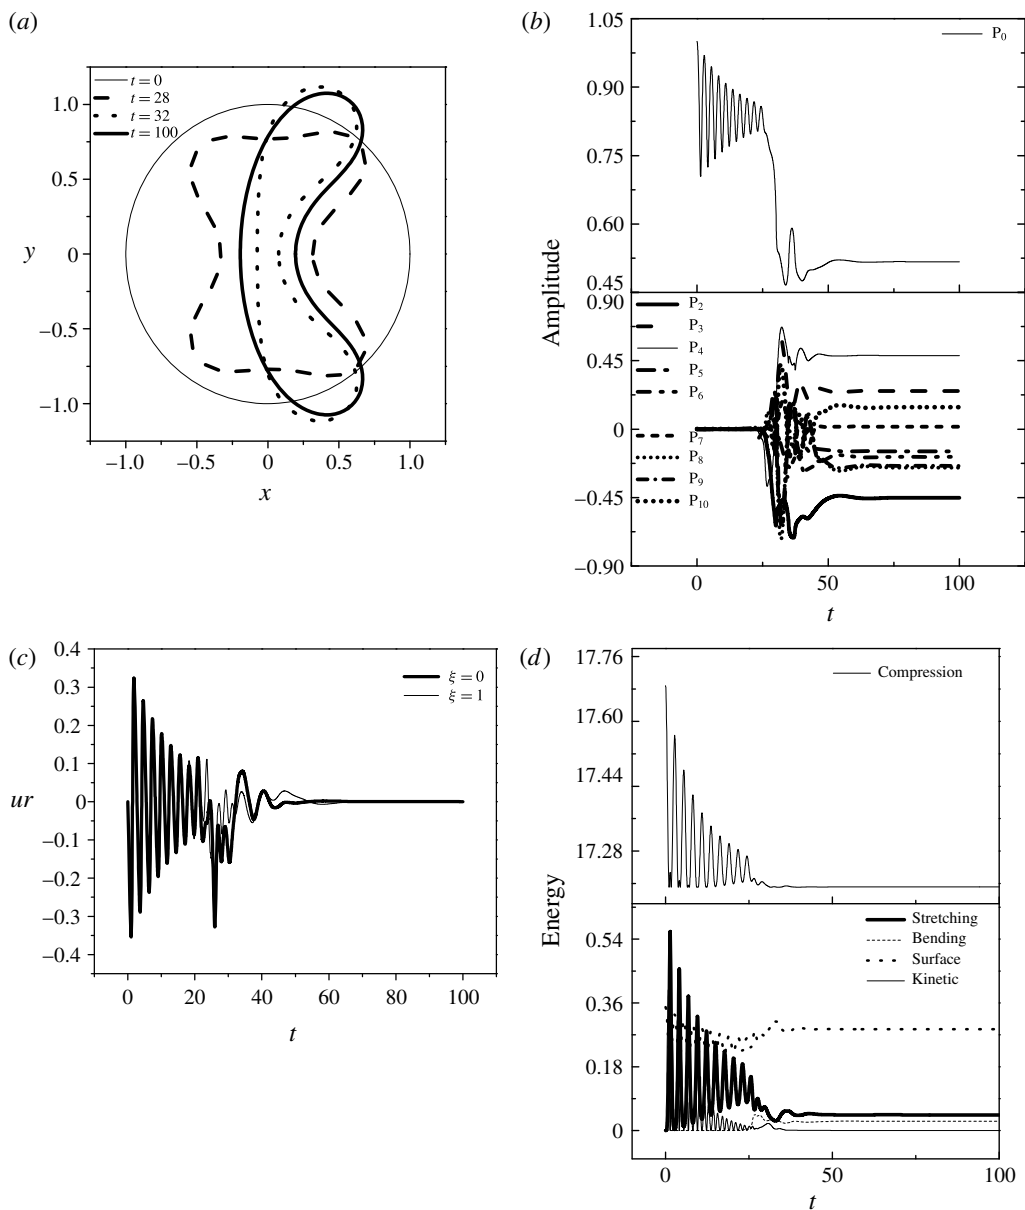 (a)
t = 0
t = 28
t = 32
t = 100
1.0
0.5
y
0
−0.5
−1.0
−1.0 −0.5 0 0.5 1.0
x
(b)
1.05
P0
0.90
0.75
0.60
0.45
Amplitude
0.90
P2
P3
0.45
P4
P5
P6
0
P7
P8
−0.45
P9
P10
−0.90
0 50 100
t
(c)
0.4
ξ = 0
0.3
ξ = 1
0.2
0.1
ur
0
−0.1
−0.2
−0.3
−0.4
0 20 40 60 80 100
t
(d)
17.76
Compression
17.60
17.44
17.28
Energy
Stretching
0.54
Bending
Surface
0.36
Kinetic
0.18
0
0 50 100
t